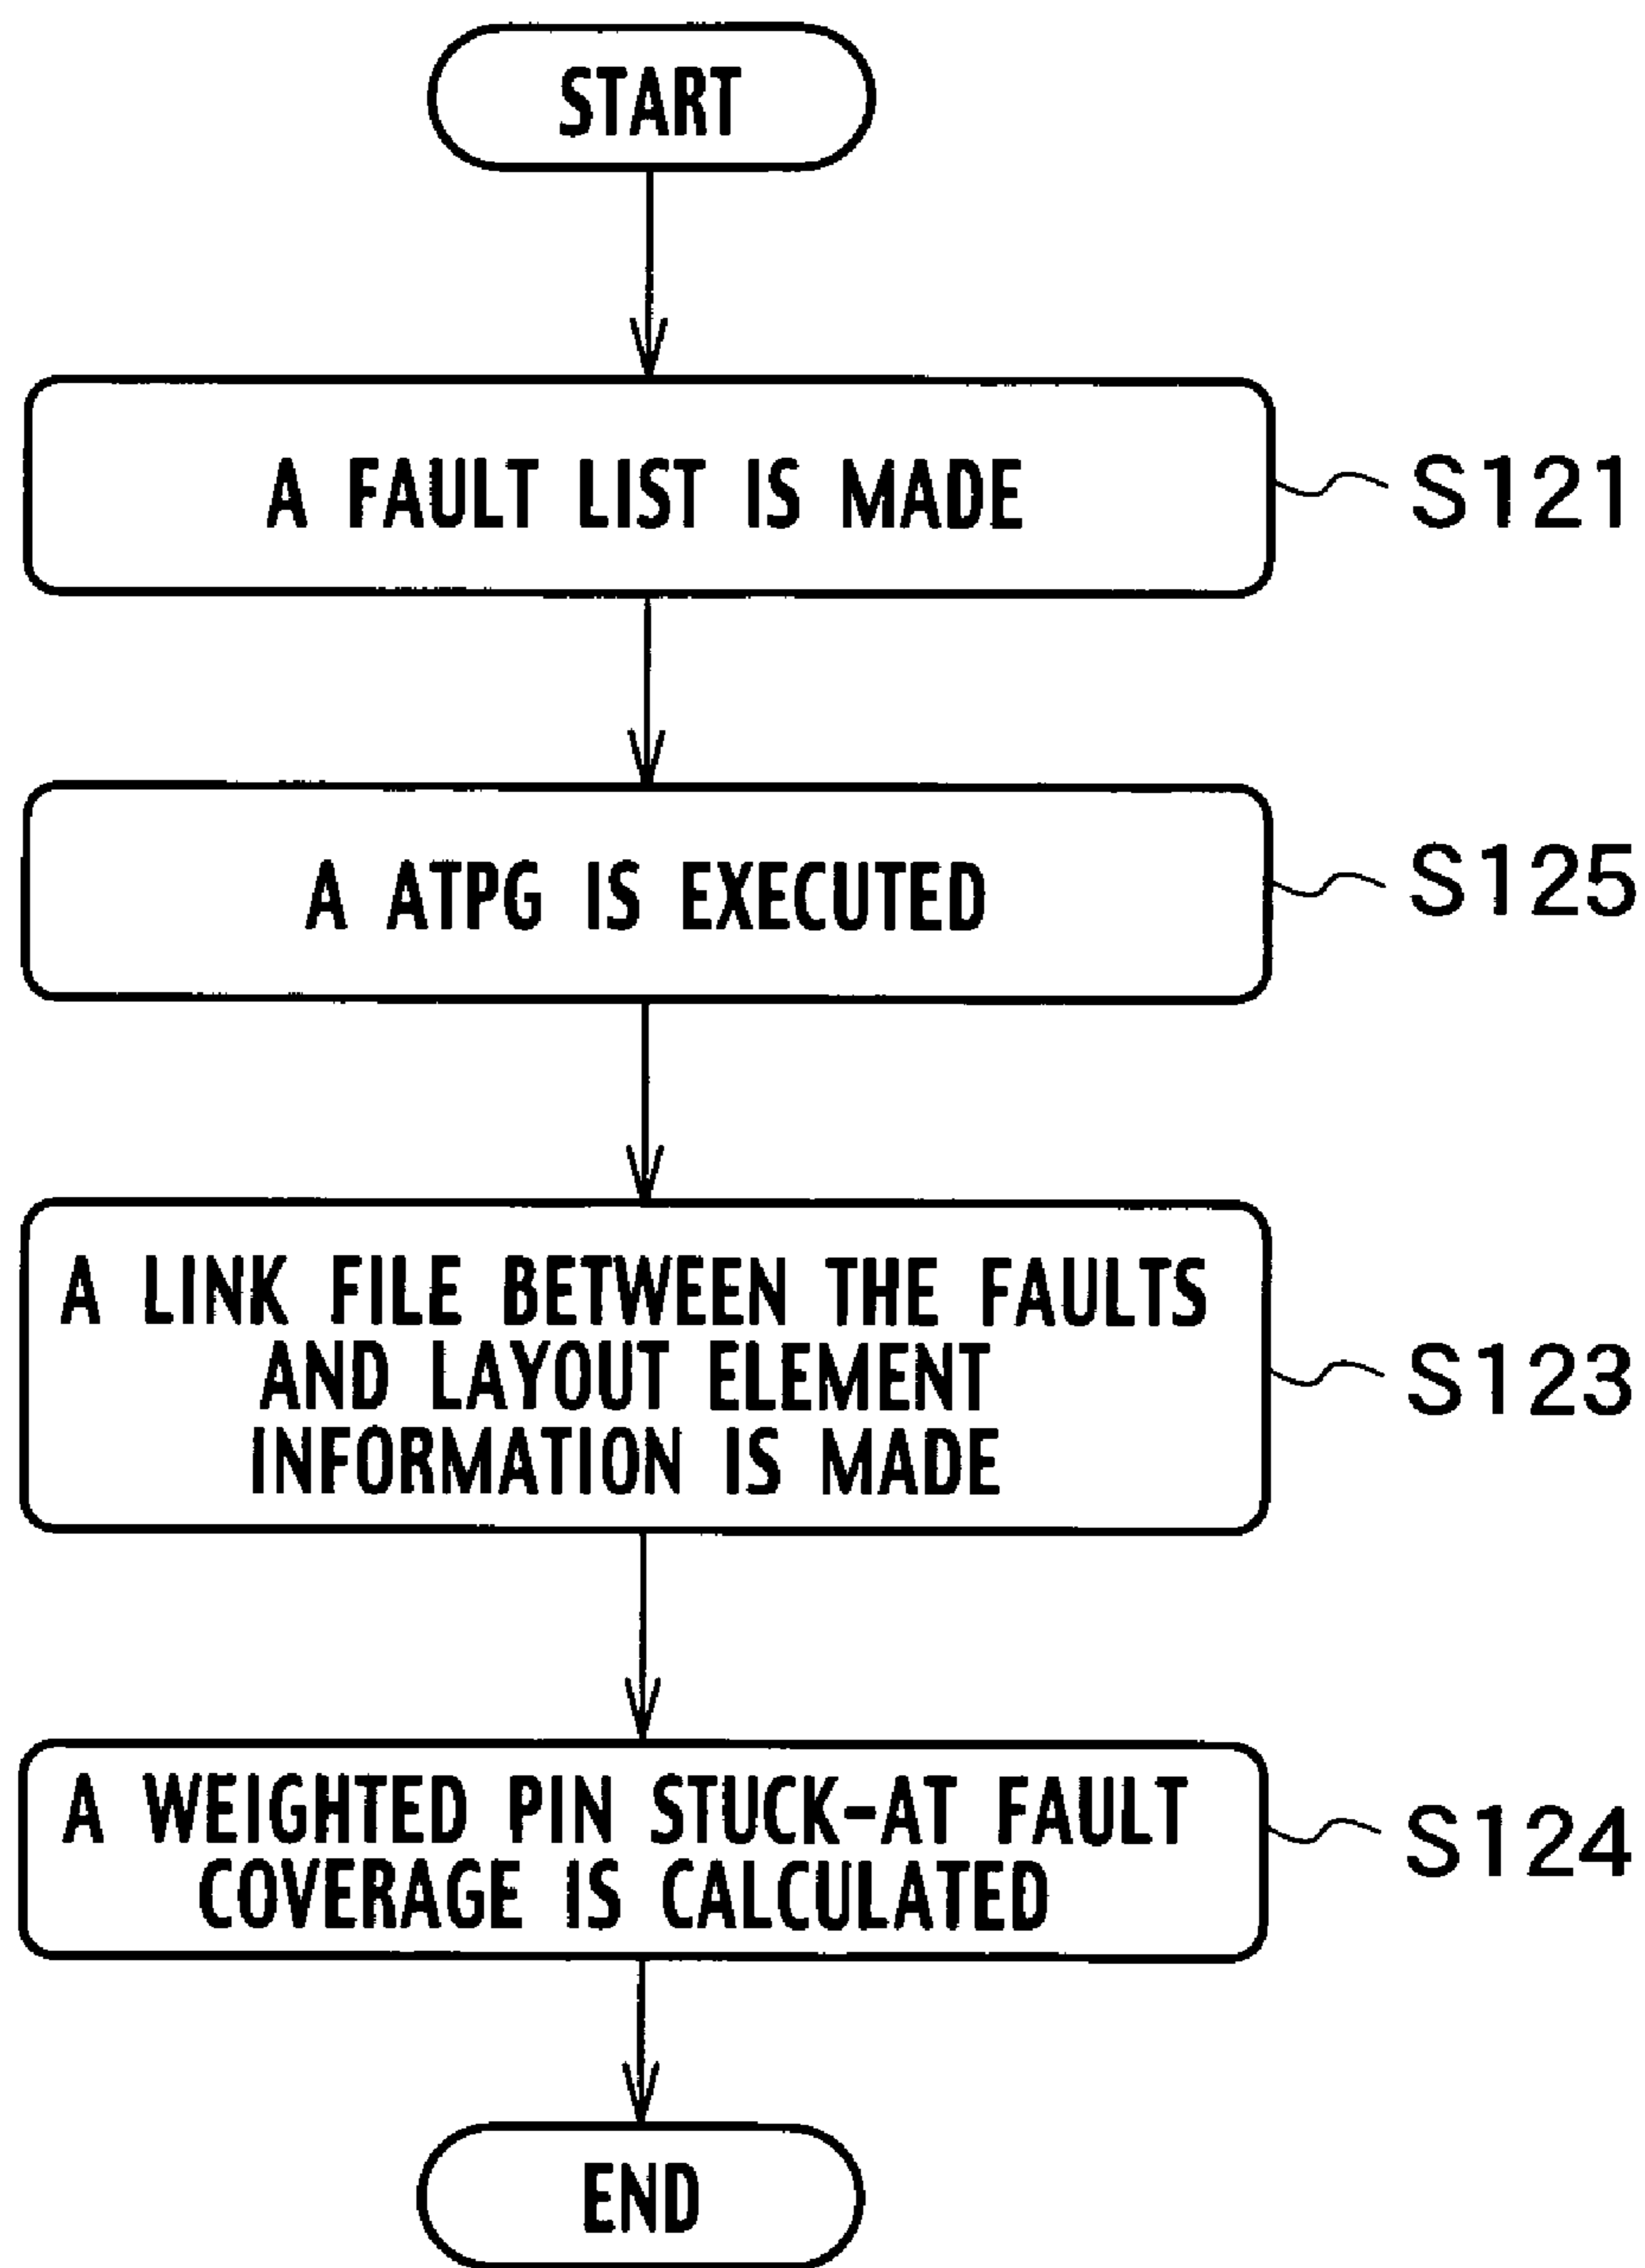 START
A FAULT LIST IS MADE
S121
A ATPG IS EXECUTED
S125
A LINK FILE BETWEEN THE FAULTS
AND LAYOUT ELEMENT
INFORMATION IS MADE
S123
A WEIGHTED PIN STUCK-AT FAULT
COVERAGE IS CALCULATED
S124
END